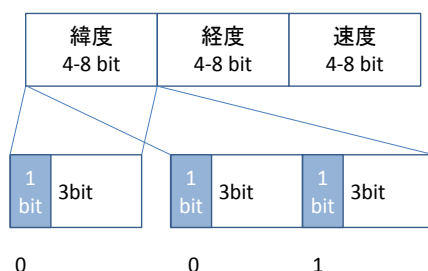 緯度 経度 速度
4-8 bit 4-8 bit 4-8 bit
1 bit 3bit 1 bit 3bit 1 bit 3bit
0 0 1